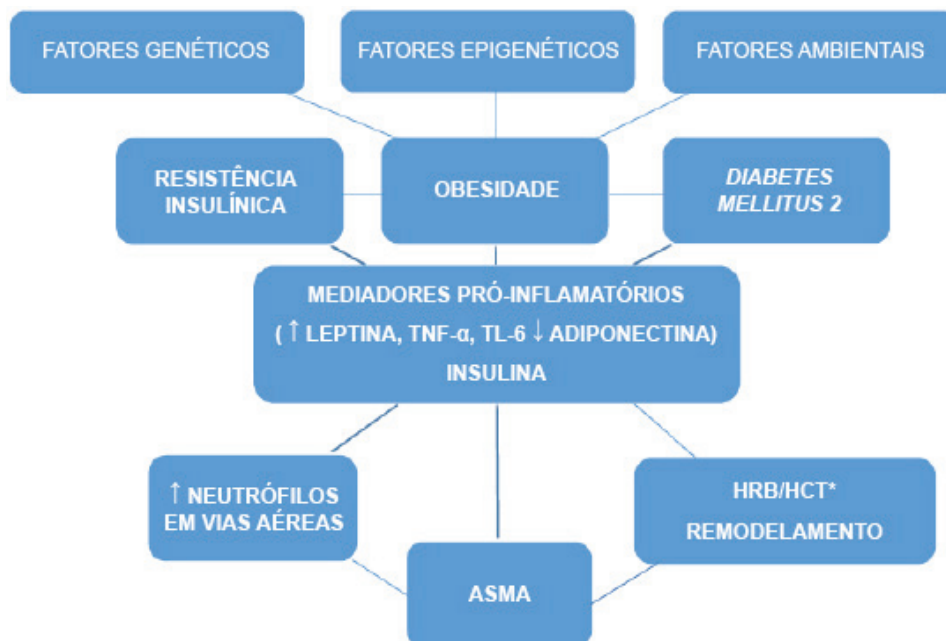 FATORES GENÉTICOS
FATORES EPIGENÉTICOS
FATORES AMBIENTAIS
RESISTÊNCIA
INSULÍNICA
OBESIDADE
DIABETES
MELLITUS 2
MEDIADORES PRÓ-INFLAMATÓRIOS
( ↑ LEPTINA, TNF-α, TL-6 ↓ ADIPONECTINA)
INSULINA
↑ NEUTRÓFILOS
EM VIAS AÉREAS
HRB/HCT*
REMODELAMENTO
ASMA